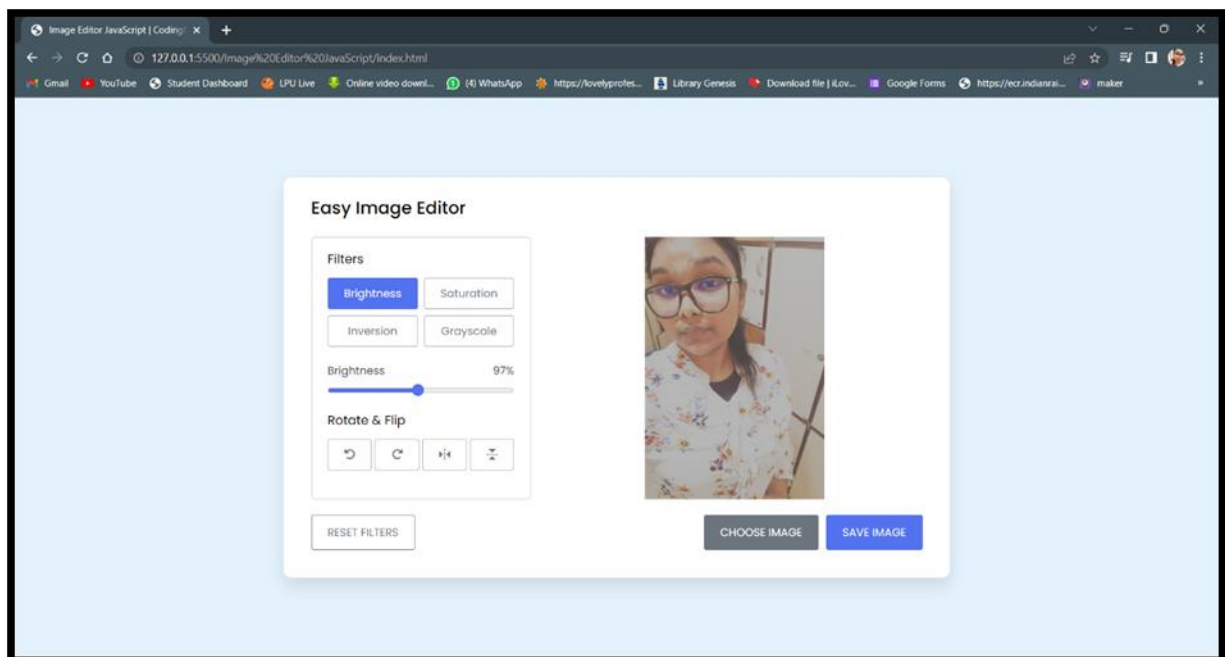 Image Editor JavaScript | Coding
127.0.0.1:5500/Image%20Editor%20JavaScript/index.html
Gmail YouTube Student Dashboard LPU Live Online video downl... (4) WhatsApp https://lovelyprofes... Library Genesis Download file | iLov... Google Forms https://ecr.indianrai... maker »
Easy Image Editor
Filters
Brightness Saturation
Inversion Grayscale
Brightness 97%
Rotate & Flip
RESET FILTERS CHOOSE IMAGE SAVE IMAGE